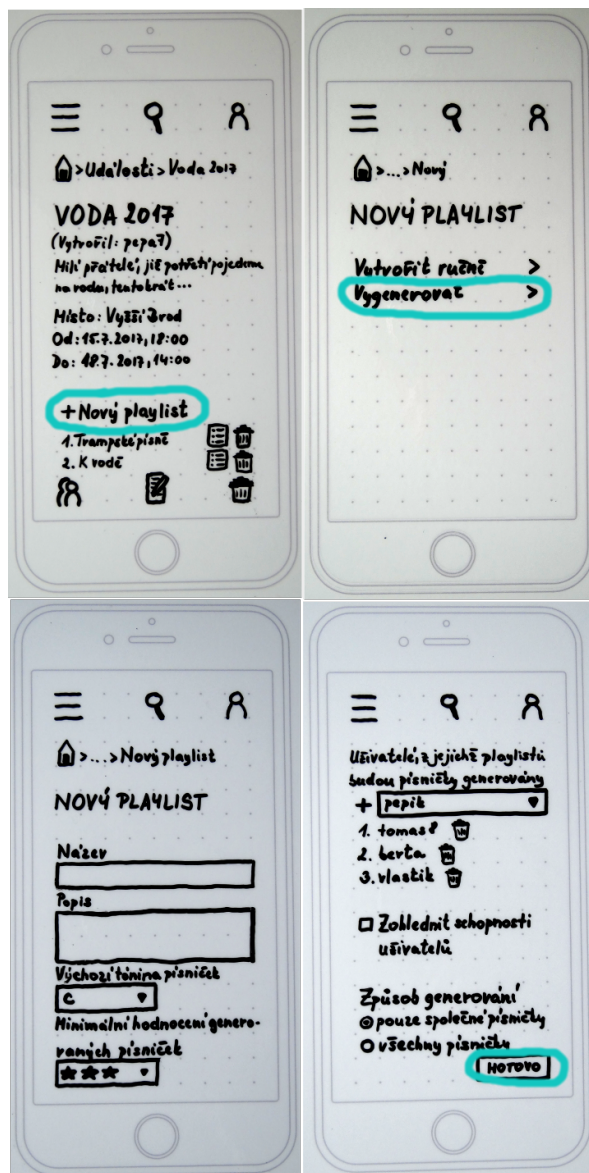 >Události > Voda 2017
VODA 2017
(Vytvořil: pepa7)
Milí přátelé, již potřetí pojedeme
na vodu, tentokrát...
Místo: Vyšší Brod
Od: 15.7.2017, 18:00
Do: 18.7.2017, 14:00
+Nový playlist
1. Trampské písně
2. K vodě
>...>Nový
NOVÝ PLAYLIST
Vytvořit ručně >
Vygenerovat >
>...>Nový playlist
NOVÝ PLAYLIST
Název
Popis
Výchozí tónina písniček
C
Minimální hodnocení genero-
vaných písniček
★★★
Uživatelé, z jejichž playlistů
budou písničky generovány
+ pepik
1. tomas8
2. berta
3. vlastik
Zohlednit schopnosti
uživatelů
Způsob generování
pouze společné písničky
všechny písničky
HOTOVO